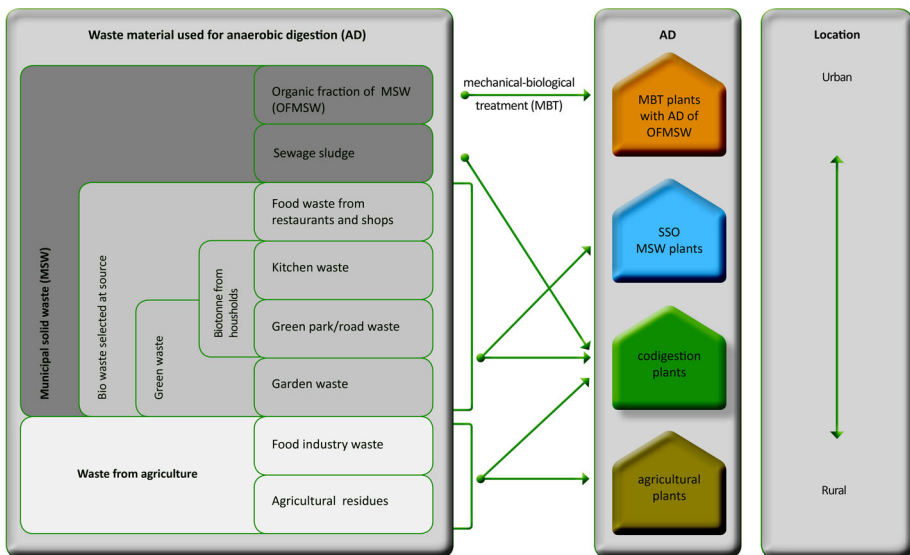 Waste material used for anaerobic digestion (AD)
Municipal solid waste (MSW)
Bio waste selected at source
Green waste
Biotonne from
housholds
Organic fraction of  MSW
(OFMSW)
Sewage sludge
Food waste from
restaurants and shops
Kitchen waste
Green park/road waste
Garden waste
Waste from agriculture
Food industry waste
Agricultural  residues
mechanical-biological
treatment (MBT)
AD
MBT plants
with AD of
OFMSW
SSO
MSW plants
codigestion
plants
agricultural
plants
Location
Urban
Rural